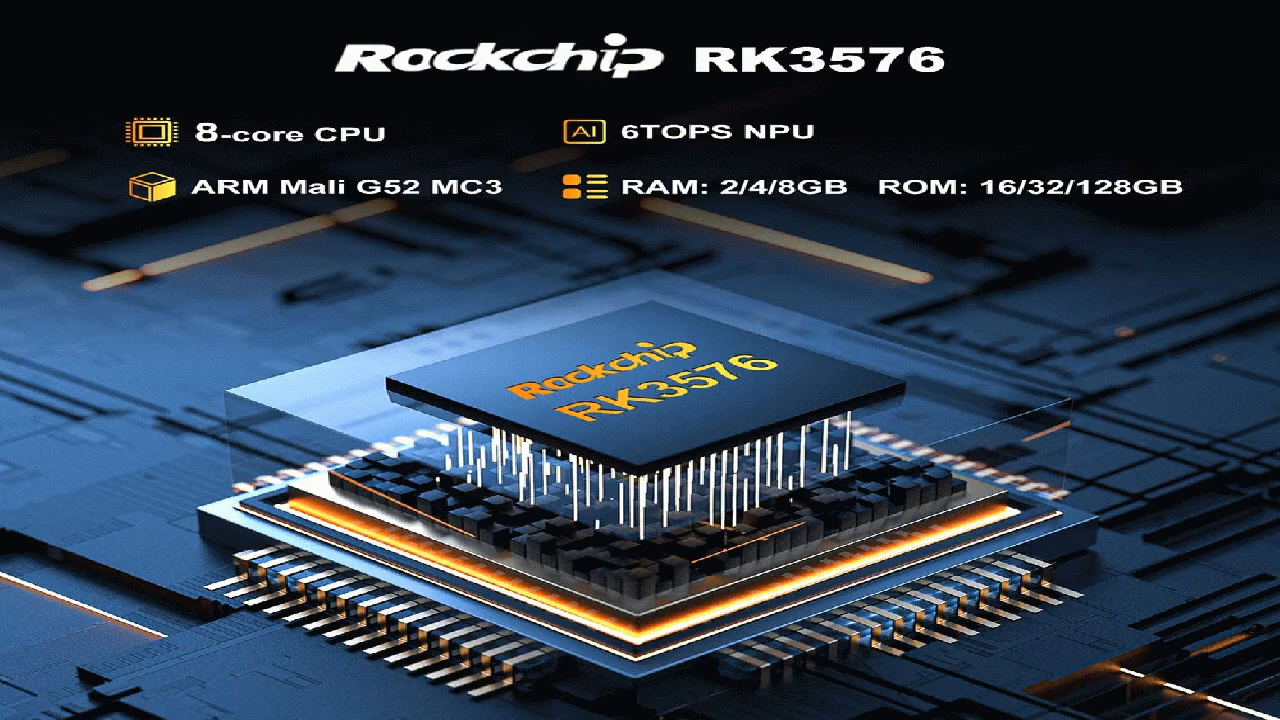 Rockchip RK3576
8-core CPU
AI 6TOPS NPU
ARM Mali G52 MC3
RAM: 2/4/8GB ROM: 16/32/128GB
Rockchip
RK3576